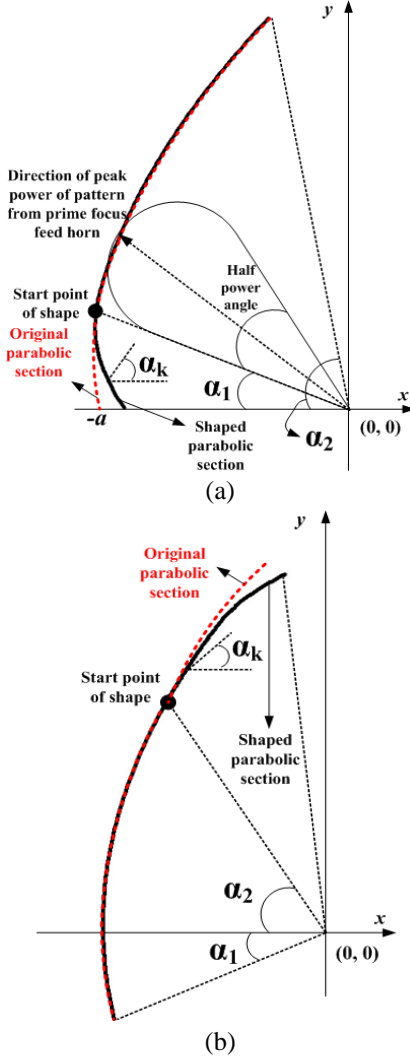 y
Direction of peak
power of pattern
from prime focus
feed horn
Half
power
angle
Start point
of shape
Original
parabolic
section
αk
α1
x
-a
Shaped
parabolic
section
α2
(0, 0)
(a)
y
Original
parabolic
section
αk
Start point
of shape
Shaped
parabolic
section
α2
x
α1
(0, 0)
(b)